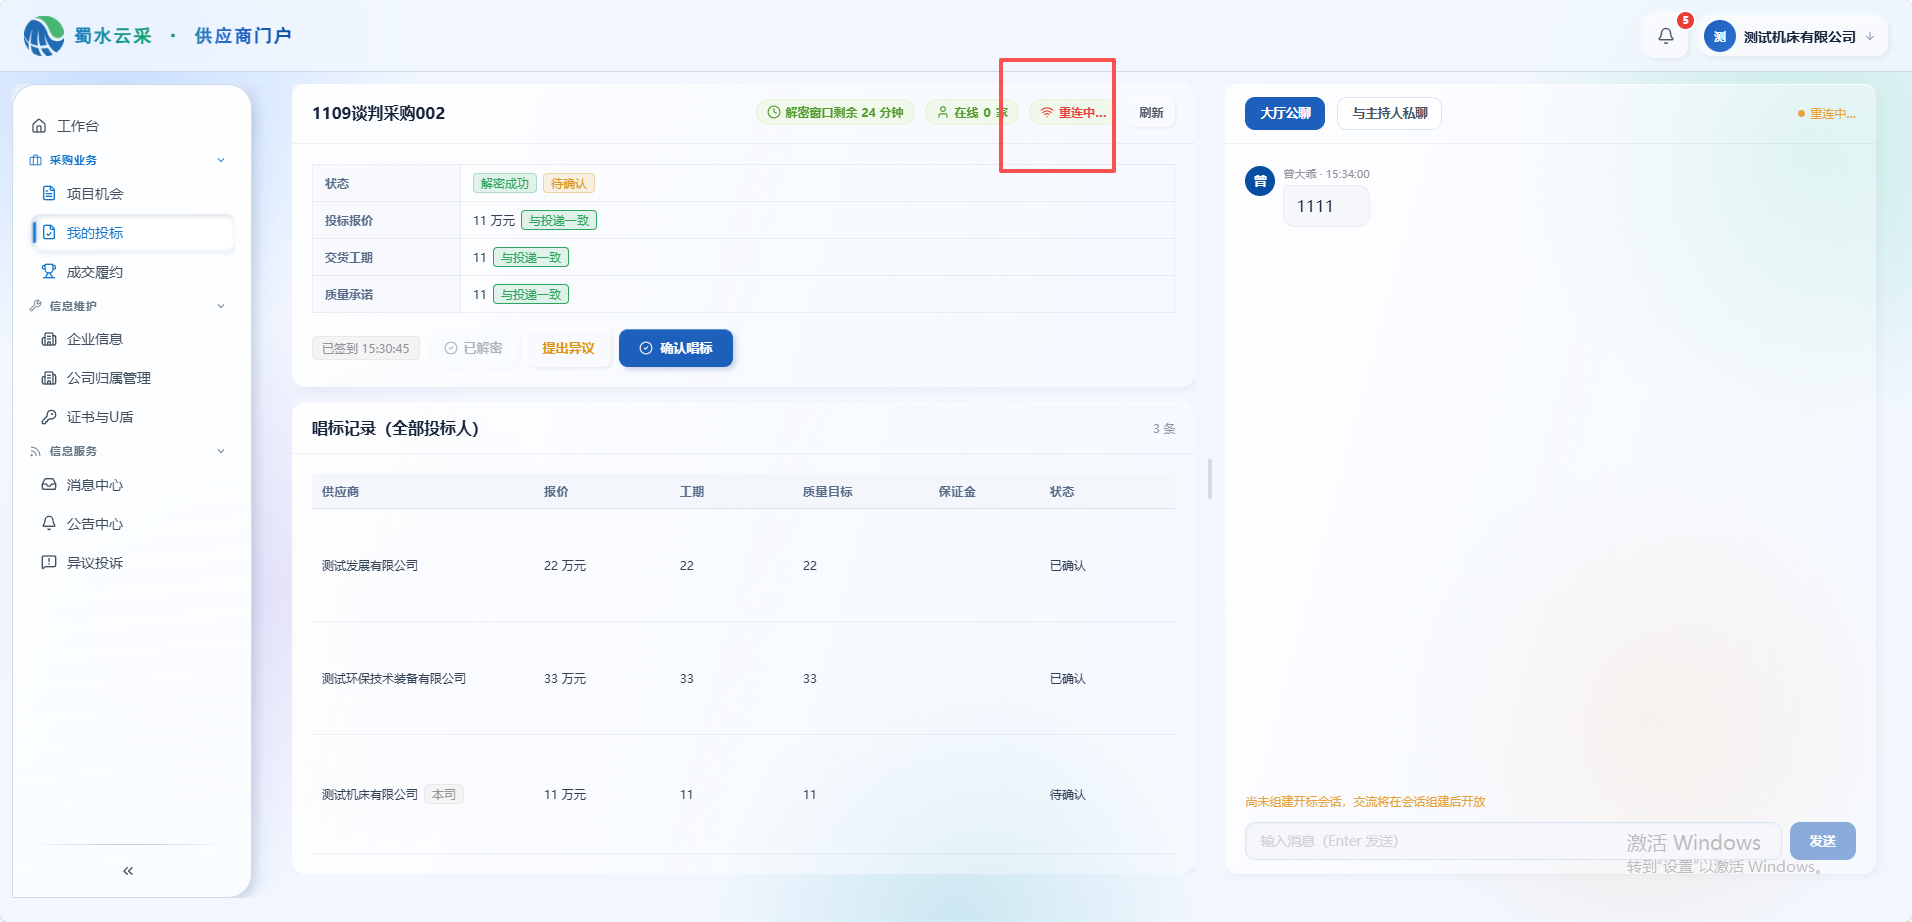 蜀水云采 · 供应商门户
5
测 测试机床有限公司
工作台
采购业务
项目机会
我的投标
成交履约
信息维护
企业信息
公司归属管理
证书与U盾
信息服务
消息中心
公告中心
异议投诉
«
1109谈判采购002
解密窗口剩余 24 分钟
在线 0 家
重连中...
刷新
状态 解密成功 待确认
投标报价 11 万元 与投递一致
交货工期 11 与投递一致
质量承诺 11 与投递一致
已签到 15:30:45 已解密 提出异议 确认唱标
唱标记录（全部投标人） 3 条
供应商 报价 工期 质量目标 保证金 状态
测试发展有限公司 22 万元 22 22 已确认
测试环保技术装备有限公司 33 万元 33 33 已确认
测试机床有限公司 本司 11 万元 11 11 待确认
大厅公聊 与主持人私聊 重连中...
曾 曾大乖 · 15:34:00
1111
尚未组建开标会话，交流将在会话组建后开放
输入消息（Enter 发送） 发送
激活 Windows
转到"设置"以激活 Windows。